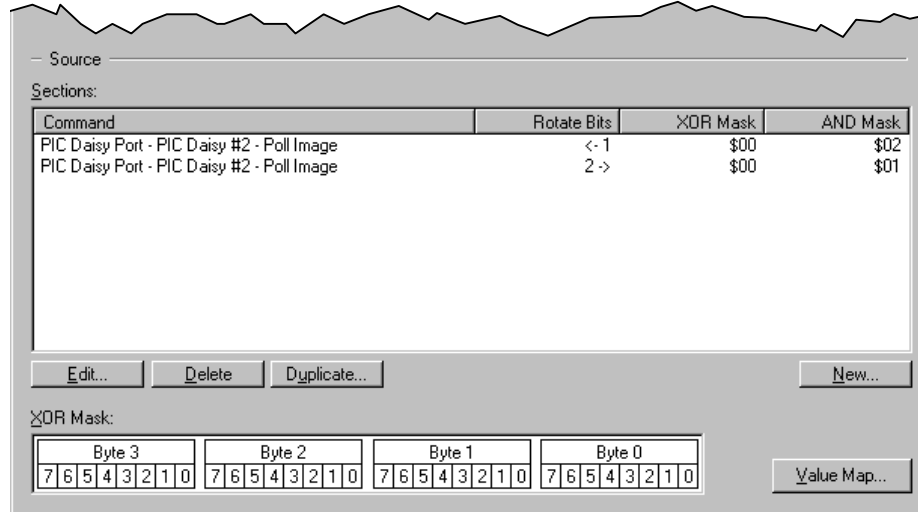 Source
Sections:
Command Rotate Bits XOR Mask AND Mask
PIC Daisy Port - PIC Daisy #2 - Poll Image <- 1 $00 $02
PIC Daisy Port - PIC Daisy #2 - Poll Image 2 -> $00 $01
Edit... Delete Duplicate... New...
XOR Mask:
Byte 3 Byte 2 Byte 1 Byte 0
7 6 5 4 3 2 1 0 7 6 5 4 3 2 1 0 7 6 5 4 3 2 1 0 7 6 5 4 3 2 1 0
Value Map...